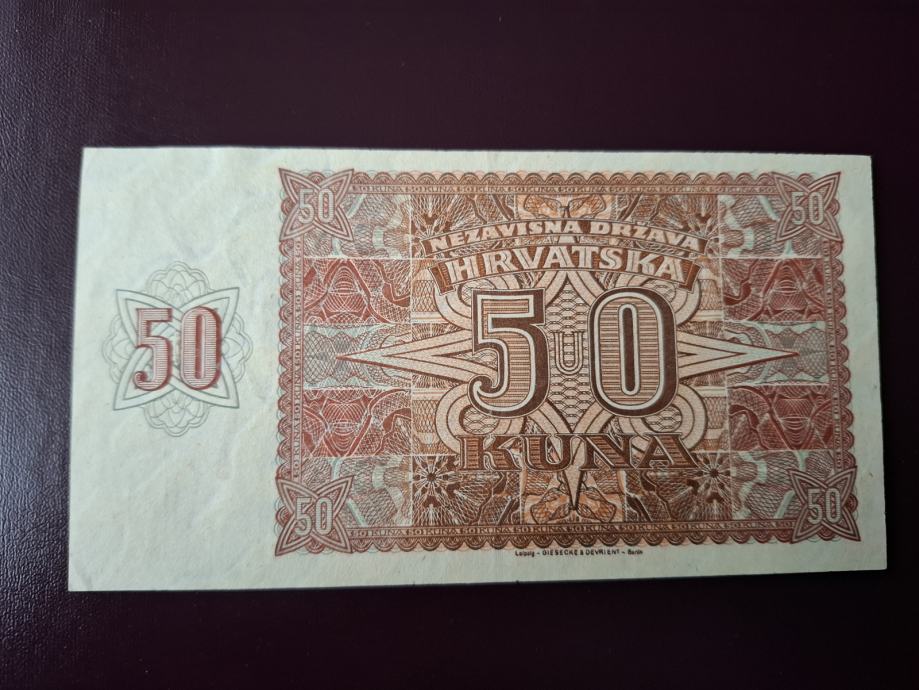 50 50
NEZAVISNA DRŽAVA
HRVATSKA
50
50
U
KUNA
50 50
Leipzig - GIESECKE & DEVRIENT - Berlin